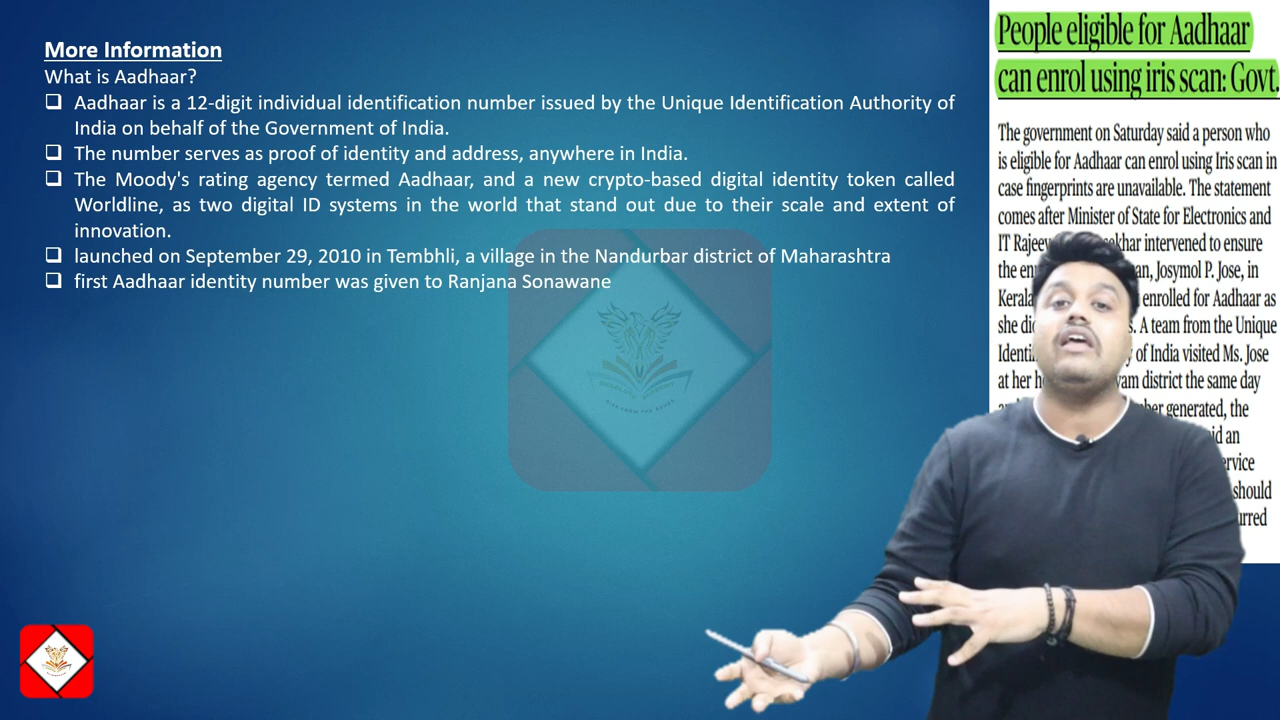 More Information
What is Aadhaar?
❑ Aadhaar is a 12-digit individual identification number issued by the Unique Identification Authority of
India on behalf of the Government of India.
❑ The number serves as proof of identity and address, anywhere in India.
❑ The Moody's rating agency termed Aadhaar, and a new crypto-based digital identity token called
Worldline, as two digital ID systems in the world that stand out due to their scale and extent of
innovation.
❑ launched on September 29, 2010 in Tembhli, a village in the Nandurbar district of Maharashtra
❑ first Aadhaar identity number was given to Ranjana Sonawane
People eligible for Aadhaar
can enrol using iris scan: Govt.
The government on Saturday said a person who
is eligible for Aadhaar can enrol using Iris scan in
case fingerprints are unavailable. The statement
comes after Minister of State for Electronics and
IT intervened to ensure
the Josymol P. Jose, in
enrolled for Aadhaar as
she A team from the Unique
of India visited Ms. Jose
at her district the same day
generated, the
an
should